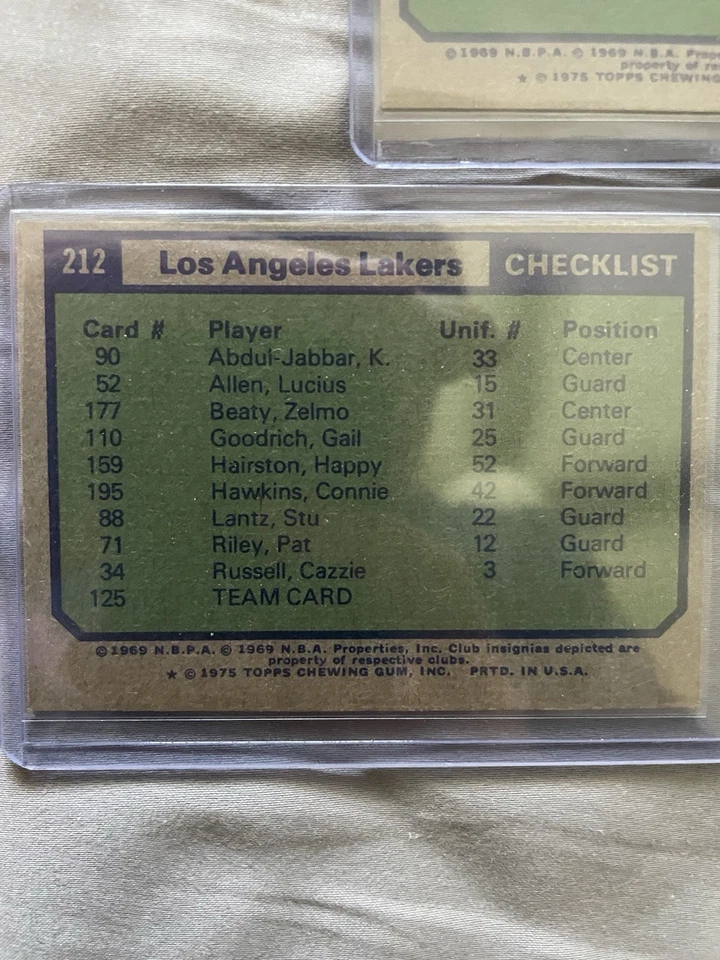 ©1969 N.B.P.A. © 1969 N.B.A.
property of
★ ©1975 TOPPS CHEWING
212 Los Angeles Lakers CHECKLIST
Card # Player Unif. # Position
90 Abdul-Jabbar, K. 33 Center
52 Allen, Lucius 15 Guard
177 Beaty, Zelmo 31 Center
110 Goodrich, Gail 25 Guard
159 Hairston, Happy 52 Forward
195 Hawkins, Connie 42 Forward
88 Lantz, Stu 22 Guard
71 Riley, Pat 12 Guard
34 Russell, Cazzie 3 Forward
125 TEAM CARD
©1969 N.B.P.A. © 1969 N.B.A. Properties, Inc. Club insignias depicted are
property of respective clubs.
★ ©1975 TOPPS CHEWING GUM, INC. PRTD. IN U.S.A.